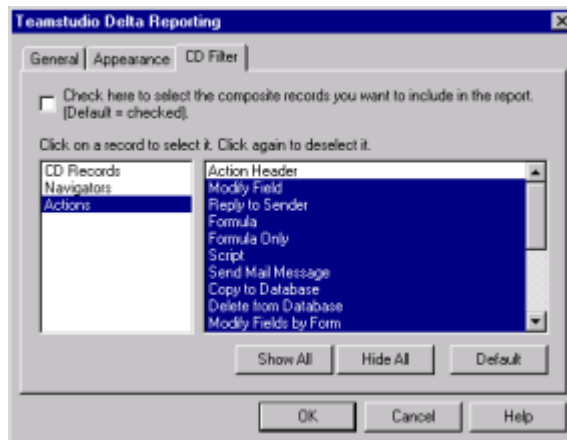 Teamstudio Delta Reporting
General Appearance CD Filter
Check here to select the composite records you want to include in the report.
(Default = checked).
Click on a record to select it. Click again to deselect it.
CD Records
Navigators
Actions
Action Header
Modify Field
Reply to Sender
Formula
Formula Only
Script
Send Mail Message
Copy to Database
Delete from Database
Modify Fields by Form
Show All Hide All Default
OK Cancel Help